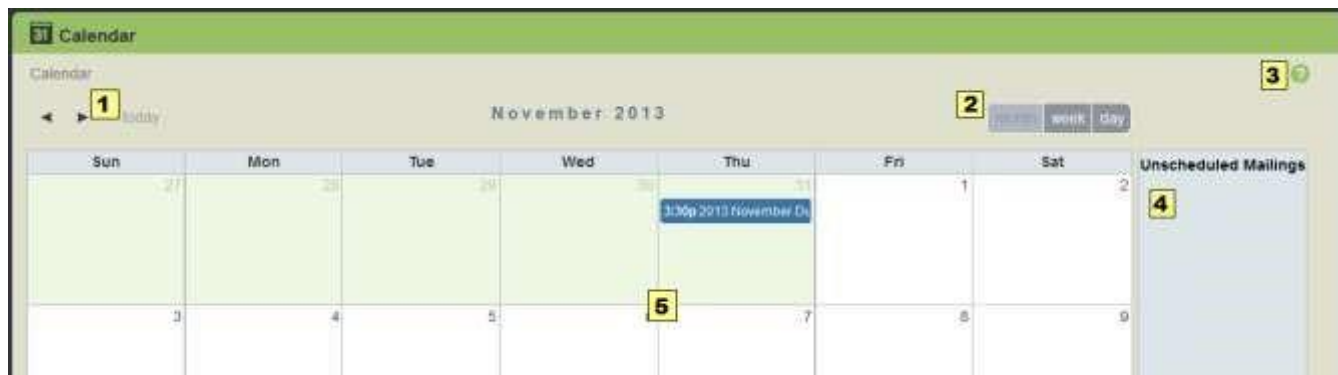 31 Calendar
Calendar
3
1 today
November 2013
2 month week day
Sun Mon Tue Wed Thu Fri Sat Unscheduled Mailings
27 28 29 30 31 1 2
4
3:30p 2013 November De
5
3 4 5 7 8 9